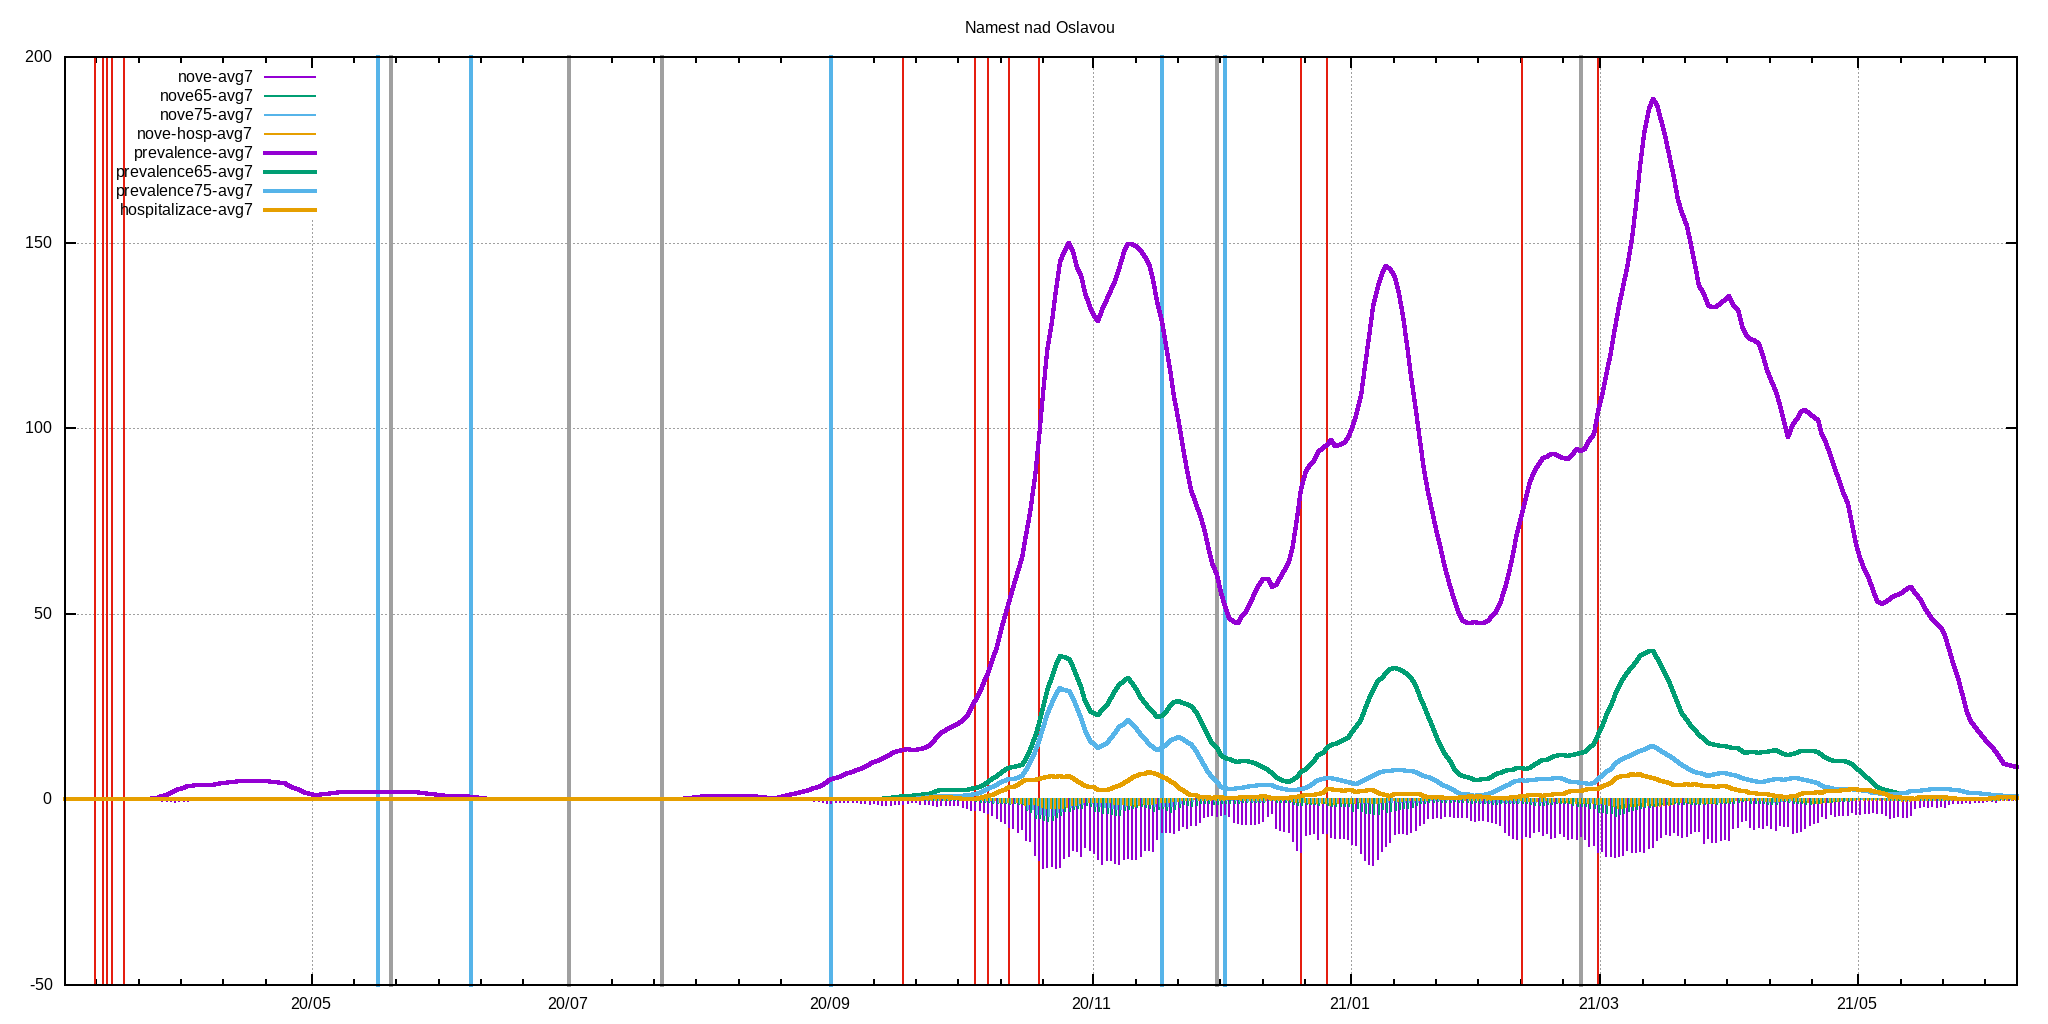 Namest nad Oslavou
200
150
100
50
0
-50
nove-avg7
nove65-avg7
nove75-avg7
nove-hosp-avg7
prevalence-avg7
prevalence65-avg7
prevalence75-avg7
hospitalizace-avg7
20/05 20/07 20/09 20/11 21/01 21/03 21/05